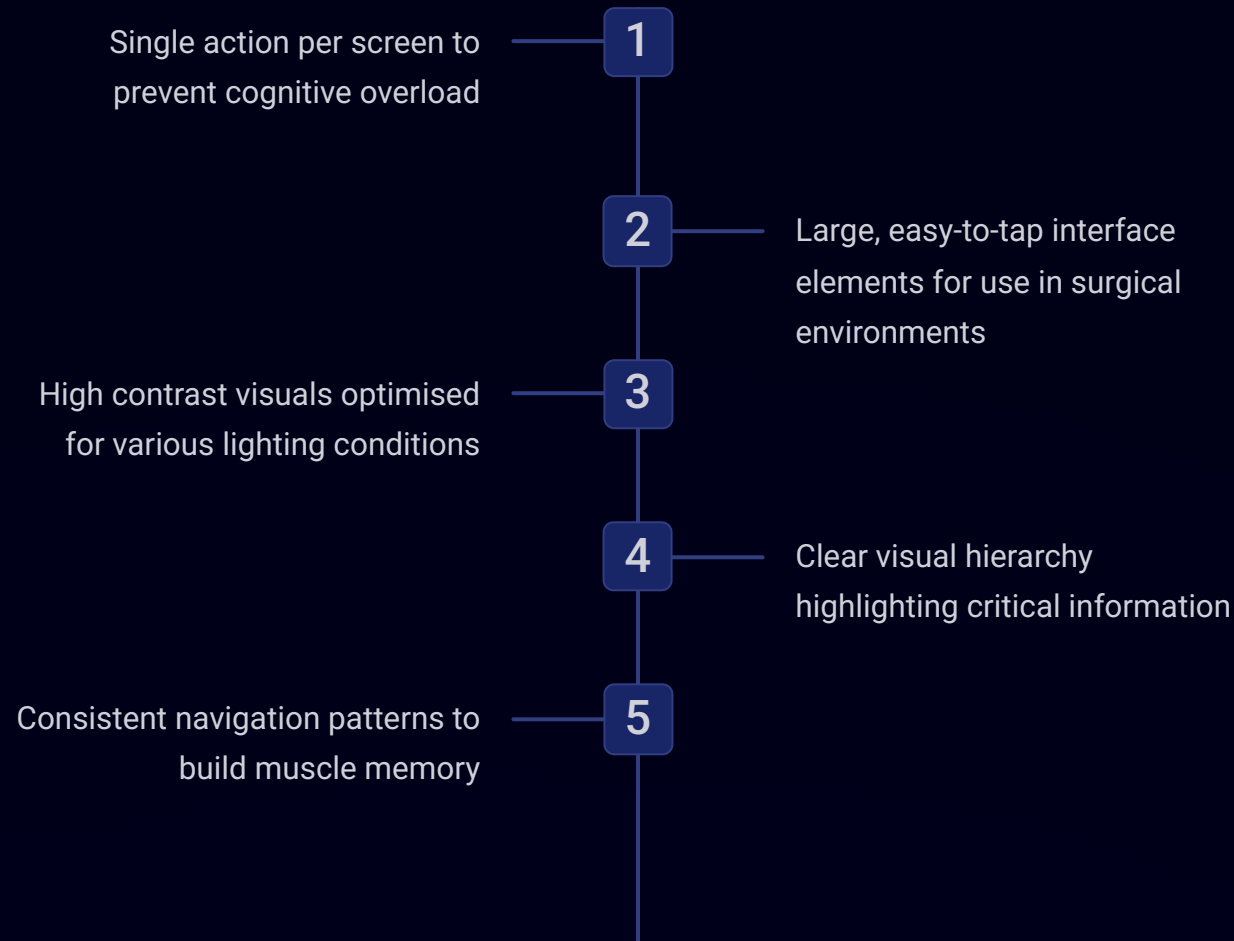 1
Single action per screen to
prevent cognitive overload
2
Large, easy-to-tap interface
elements for use in surgical
environments
3
High contrast visuals optimised
for various lighting conditions
4
Clear visual hierarchy
highlighting critical information
5
Consistent navigation patterns to
build muscle memory